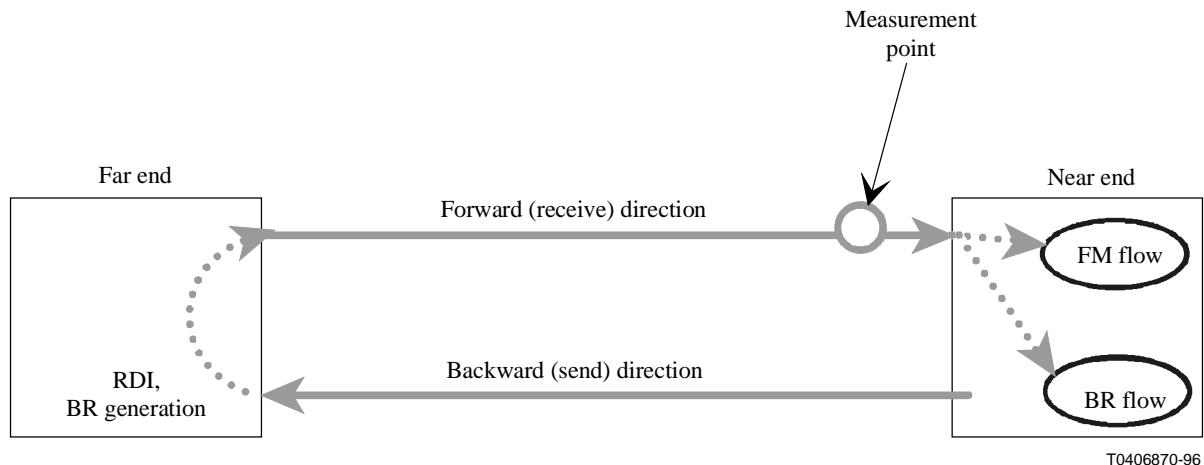 Measurement
point
Far end
Near end
Forward (receive) direction
FM flow
Backward (send) direction
RDI,
BR generation
BR flow
T0406870-96